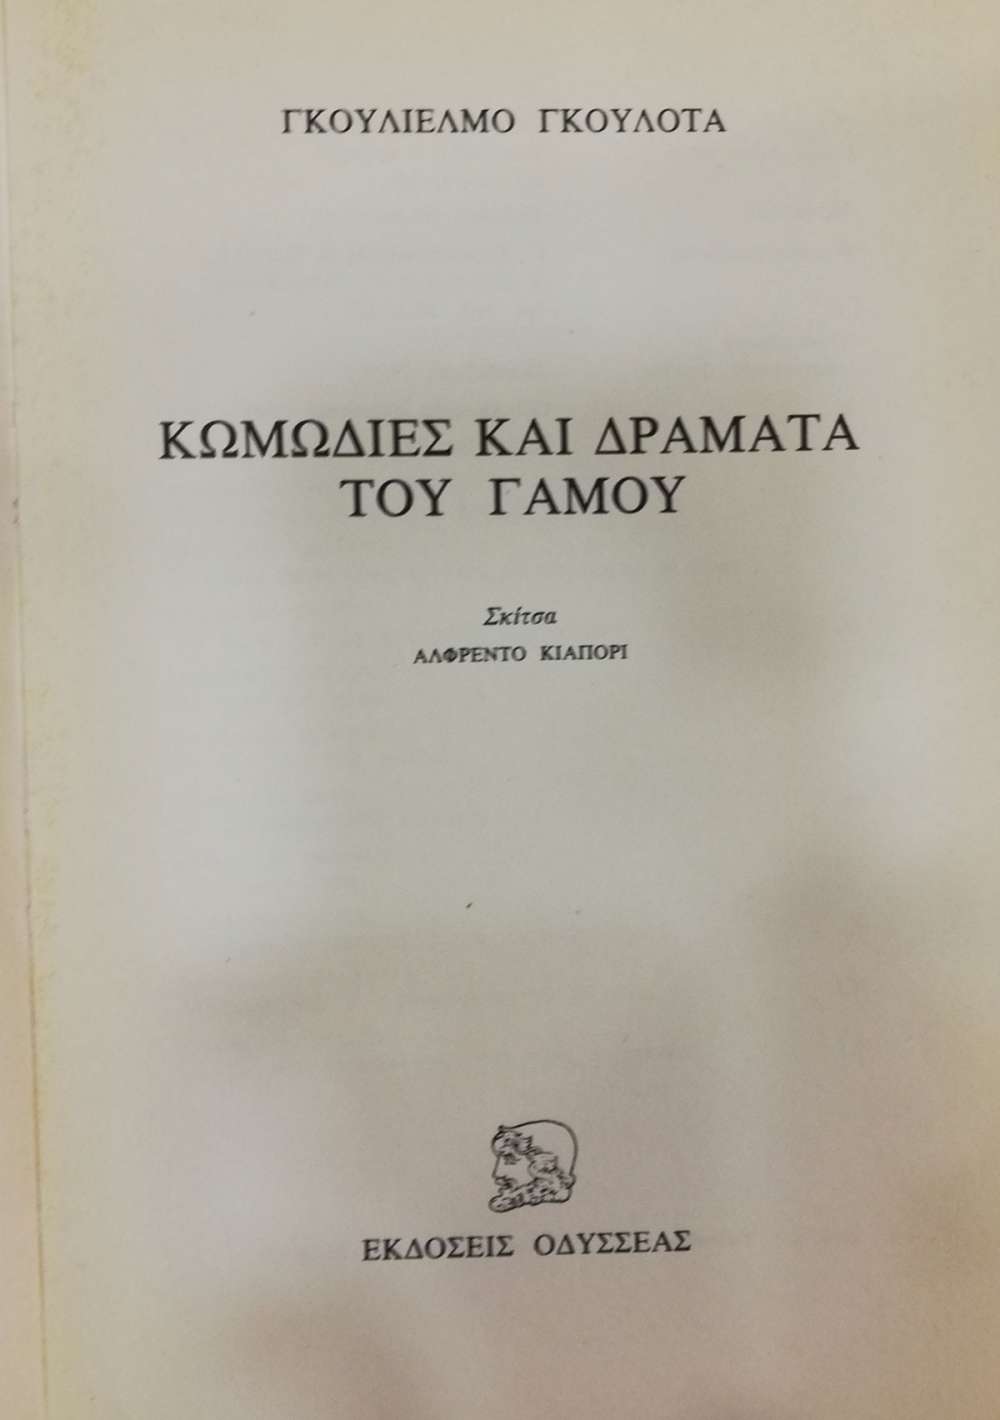 ΓΚΟΥΛΙΕΛΜΟ ΓΚΟΥΛΟΤΑ
ΚΩΜΩΔΙΕΣ ΚΑΙ ΔΡΑΜΑΤΑ
ΤΟΥ ΓΑΜΟΥ
Σκίτσα
ΑΛΦΡΕΝΤΟ ΚΙΑΠΟΡΙ
ΕΚΔΟΣΕΙΣ ΟΔΥΣΣΕΑΣ